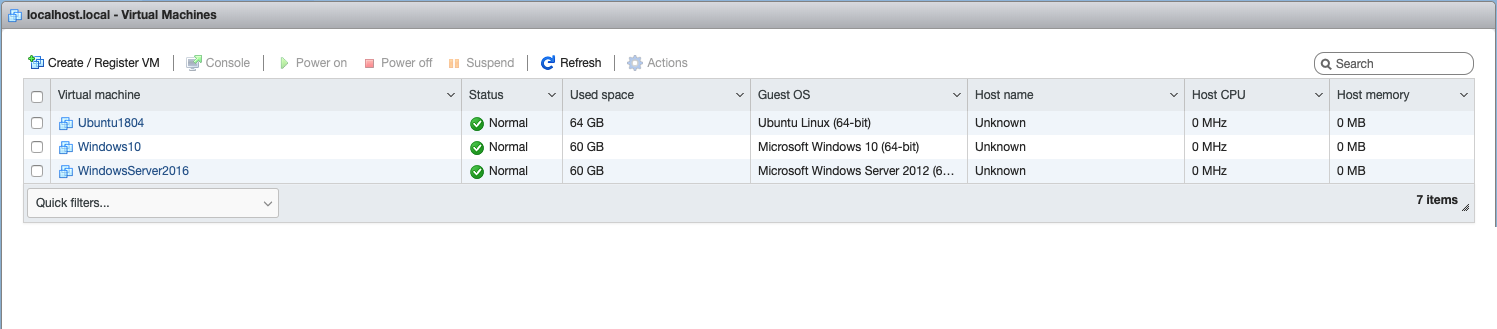 localhost.local - Virtual Machines
Create / Register VM Console Power on Power off Suspend Refresh Actions Search
Virtual machine Status Used space Guest OS Host name Host CPU Host memory
Ubuntu1804 Normal 64 GB Ubuntu Linux (64-bit) Unknown 0 MHz 0 MB
Windows10 Normal 60 GB Microsoft Windows 10 (64-bit) Unknown 0 MHz 0 MB
WindowsServer2016 Normal 60 GB Microsoft Windows Server 2012 (6... Unknown 0 MHz 0 MB
Quick filters... 7 items